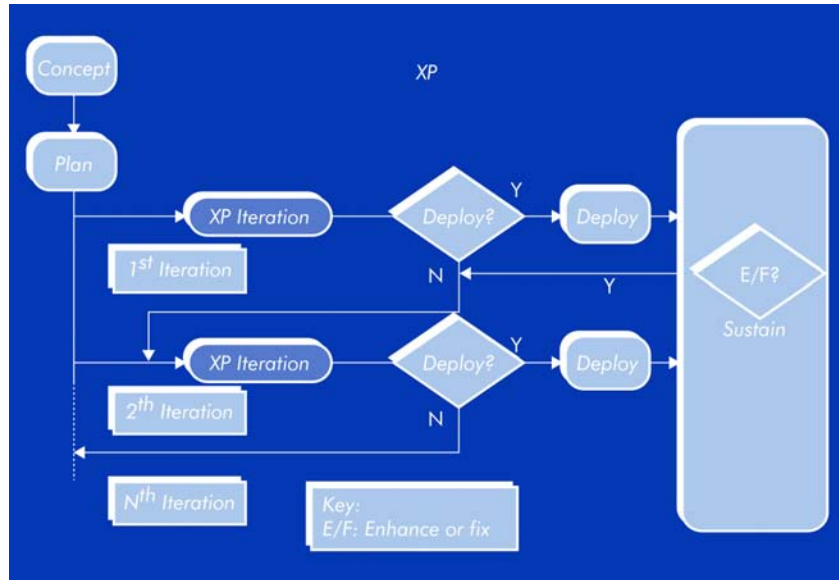 Concept
XP
Plan
XP Iteration
Deploy?
Y
Deploy
1st Iteration
N
Y
E/F?
Sustain
XP Iteration
Deploy?
Y
Deploy
2th Iteration
N
Nth Iteration
Key:
E/F: Enhance or fix